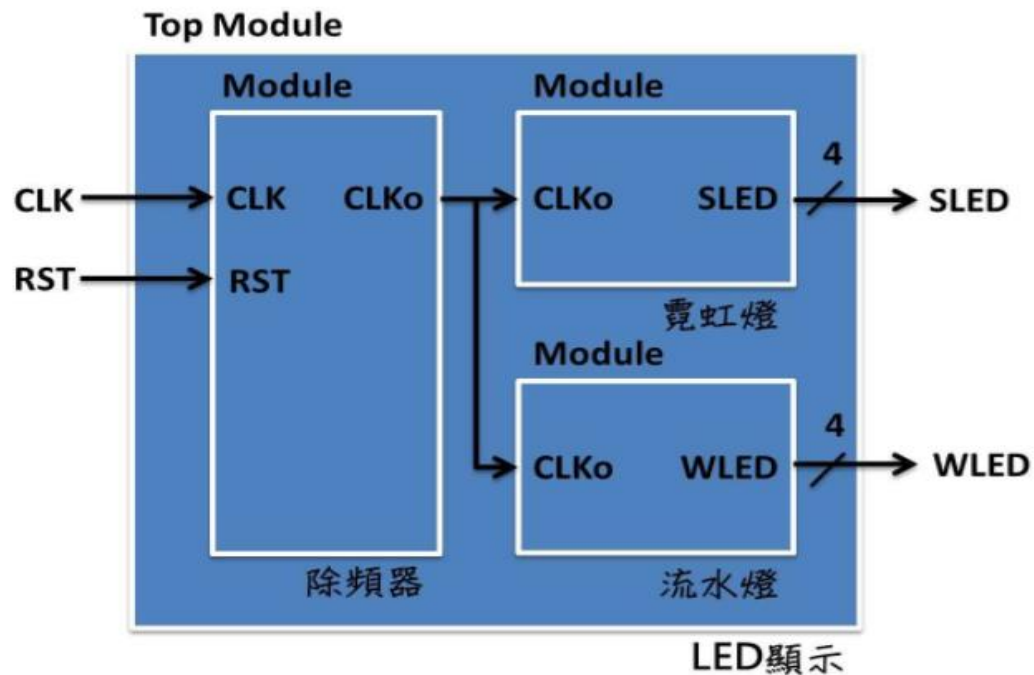 Top Module
Module
CLK
CLK
CLKo
RST
RST
除頻器
Module
CLKo
SLED
4
SLED
霓虹燈
Module
CLKo
WLED
4
WLED
流水燈
LED顯示